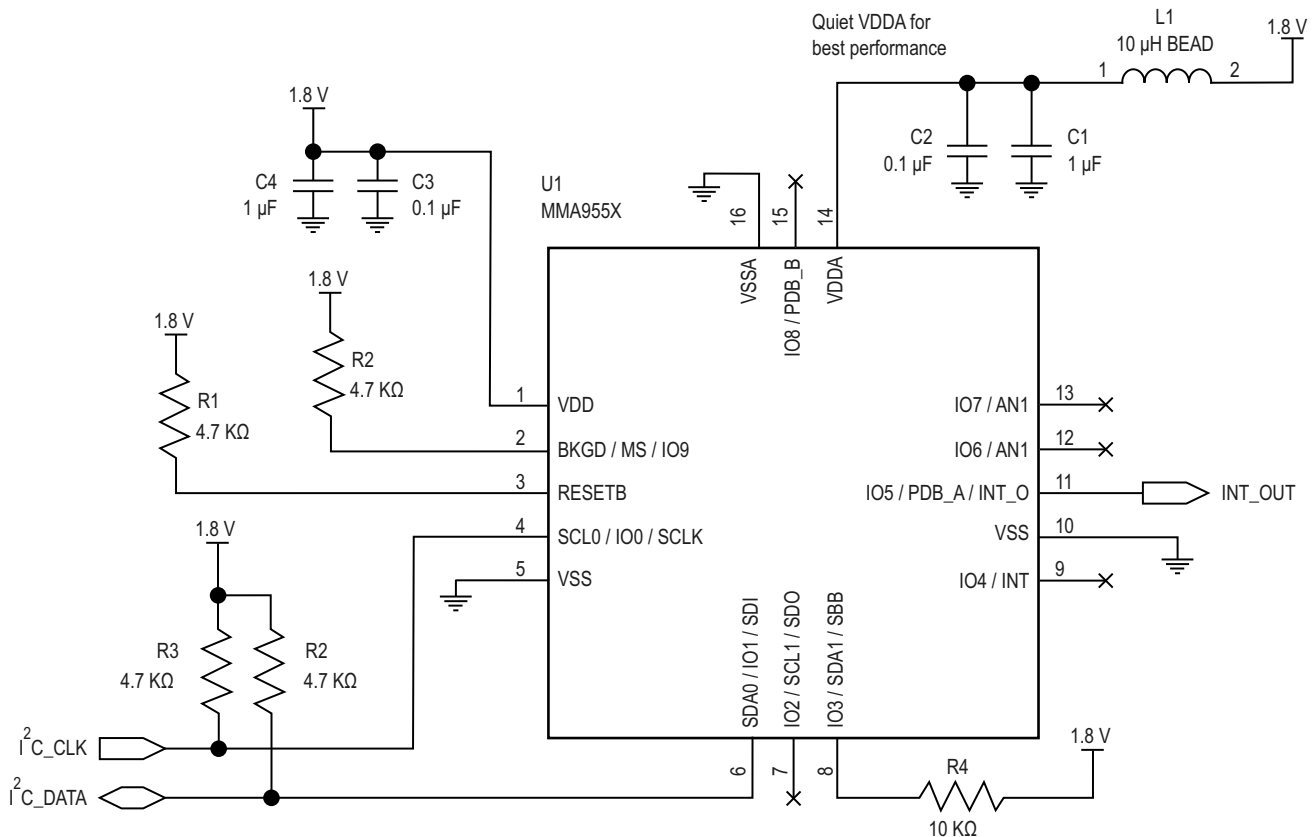 Quiet VDDA for
best performance
L1
10 µH BEAD
1.8 V
1
2
1.8 V
C2
0.1 µF
C1
1 µF
C4
1 µF
C3
0.1 µF
U1
MMA955X
16
15
14
VSSA
IO8 / PDB_B
VDDA
1.8 V
R2
4.7 KΩ
1.8 V
R1
4.7 KΩ
1
VDD
2
BKGD / MS / IO9
3
RESETB
4
SCL0 / IO0 / SCLK
5
VSS
IO7 / AN1
13
IO6 / AN1
12
IO5 / PDB_A / INT_O
11
INT_OUT
VSS
10
IO4 / INT
9
1.8 V
R3
4.7 KΩ
R2
4.7 KΩ
SDA0 / IO1 / SDI
IO2 / SCL1 / SDO
IO3 / SDA1 / SBB
6
7
8
I²C_CLK
I²C_DATA
1.8 V
R4
10 KΩ